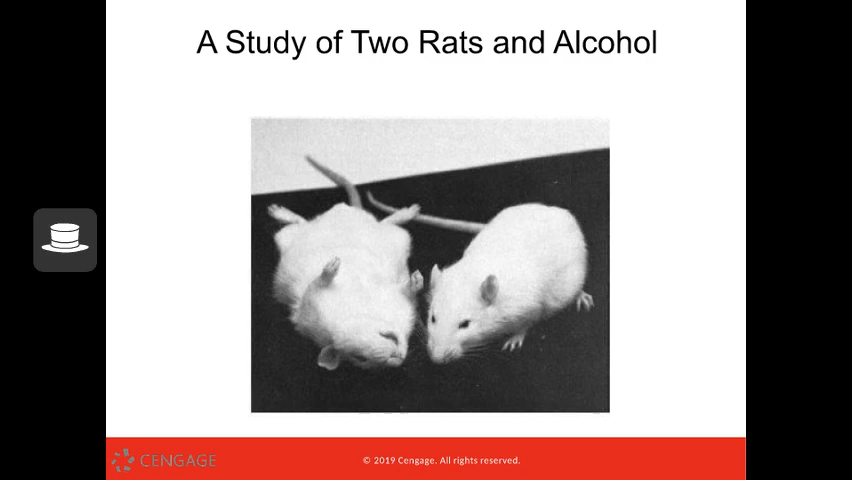 A Study of Two Rats and Alcohol
CENGAGE
© 2019 Cengage. All rights reserved.